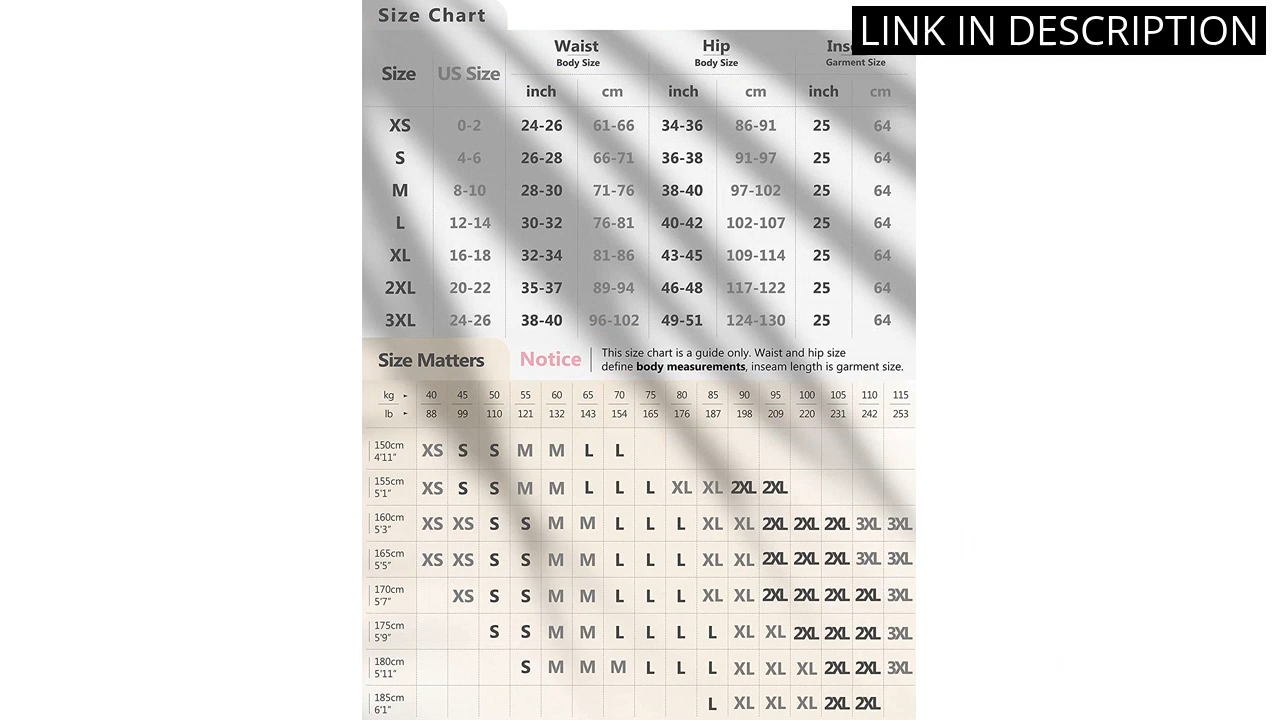 Size Chart
LINK IN DESCRIPTION
Size US Size Waist Hip
Body Size Body Size Garment Size
inch cm inch cm inch cm
XS 0-2 24-26 61-66 34-36 86-91 25 64
S 4-6 26-28 66-71 36-38 91-97 25 64
M 8-10 28-30 71-76 38-40 97-102 25 64
L 12-14 30-32 76-81 40-42 102-107 25 64
XL 16-18 32-34 81-86 43-45 109-114 25 64
2XL 20-22 35-37 89-94 46-48 117-122 25 64
3XL 24-26 38-40 96-102 49-51 124-130 25 64
Size Matters
Notice
This size chart is a guide only. Waist and hip size
define body measurements, inseam length is garment size.
kg 40 45 50 55 60 65 70 75 80 85 90 95 100 105 110 115
lb 88 99 110 121 132 143 154 165 176 187 198 209 220 231 242 253
150cm
4'11" XS S S M M L L
155cm
5'1" XS S S M M L L L XL XL 2XL 2XL
160cm
5'3" XS XS S S M M L L L XL XL 2XL 2XL 2XL 3XL 3XL
165cm
5'5" XS XS S S M M L L L XL XL 2XL 2XL 2XL 3XL 3XL
170cm
5'7" XS S S M M L L L XL XL 2XL 2XL 2XL 2XL 3XL
175cm
5'9" S S M M L L L L XL XL 2XL 2XL 2XL 3XL
180cm
5'11" S M M M L L L XL XL XL 2XL 2XL 3XL
185cm
6'1" L XL XL XL 2XL 2XL